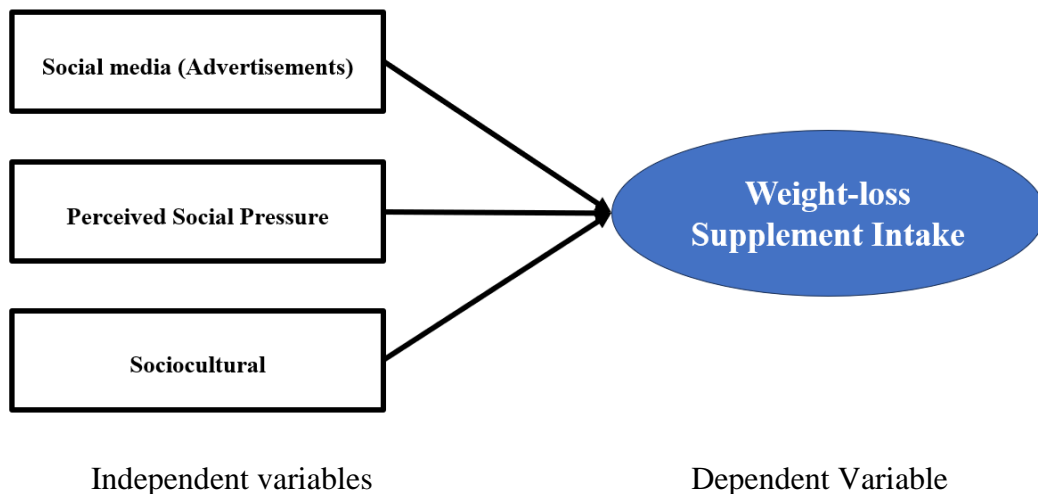 Social media (Advertisements)
Perceived Social Pressure
Sociocultural
Weight-loss
Supplement Intake
Independent variables
Dependent Variable